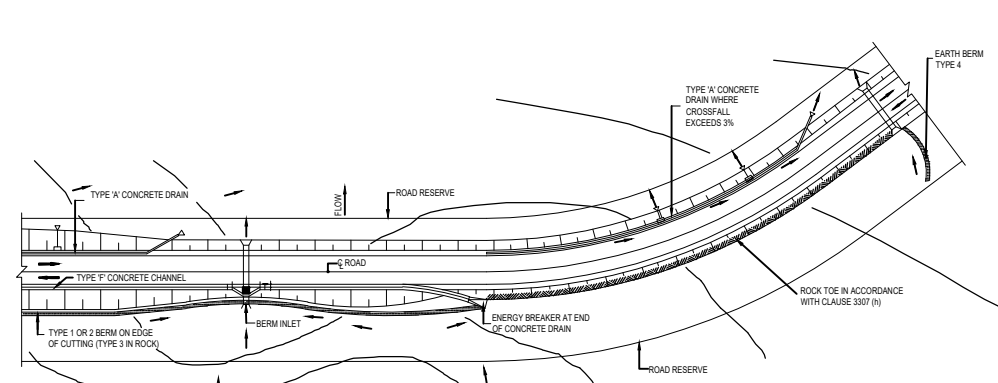 EARTH BERM
TYPE 4
TYPE 'A' CONCRETE
DRAIN WHERE
CROSSFALL
EXCEEDS 3%
TYPE 'A' CONCRETE DRAIN
FLOW
ROAD RESERVE
℄ ROAD
TYPE 'F' CONCRETE CHANNEL
ROCK TOE IN ACCORDANCE
WITH CLAUSE 3307 (h)
BERM INLET
ENERGY BREAKER AT END
OF CONCRETE DRAIN
TYPE 1 OR 2 BERM ON EDGE
OF CUTTING (TYPE 3 IN ROCK)
ROAD RESERVE